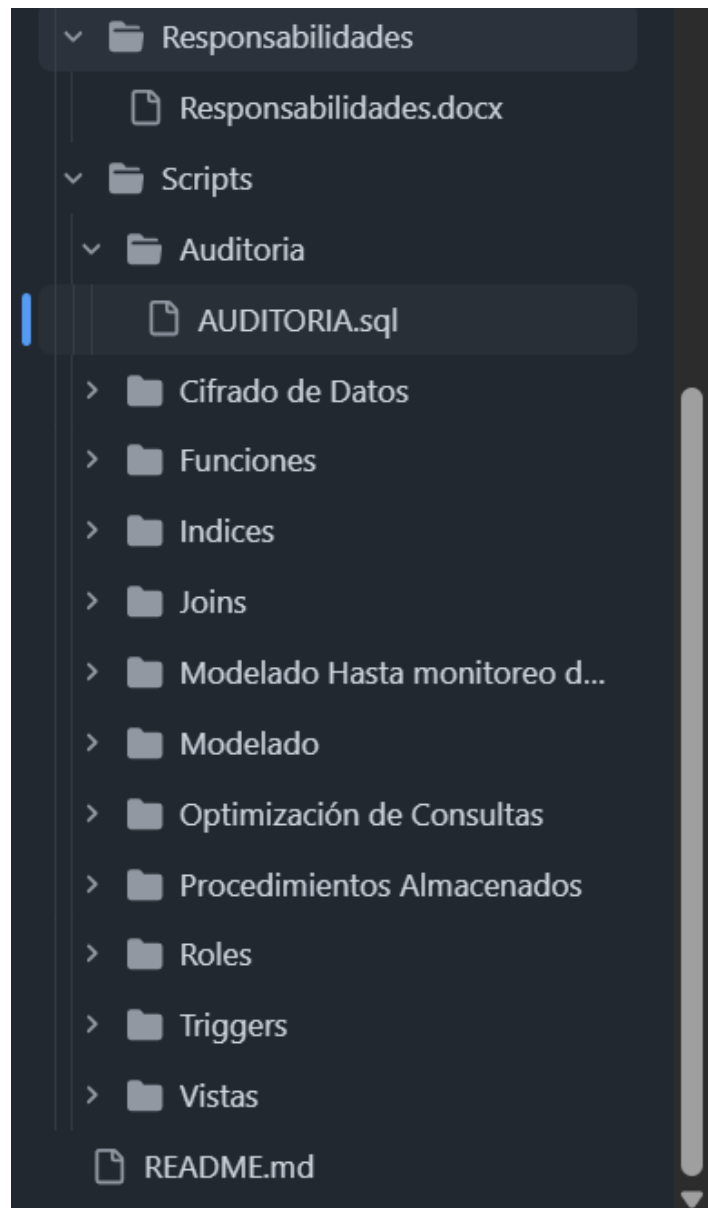 Responsabilidades
Responsabilidades.docx
Scripts
Auditoria
AUDITORIA.sql
Cifrado de Datos
Funciones
Indices
Joins
Modelado Hasta monitoreo d...
Modelado
Optimización de Consultas
Procedimientos Almacenados
Roles
Triggers
Vistas
README.md